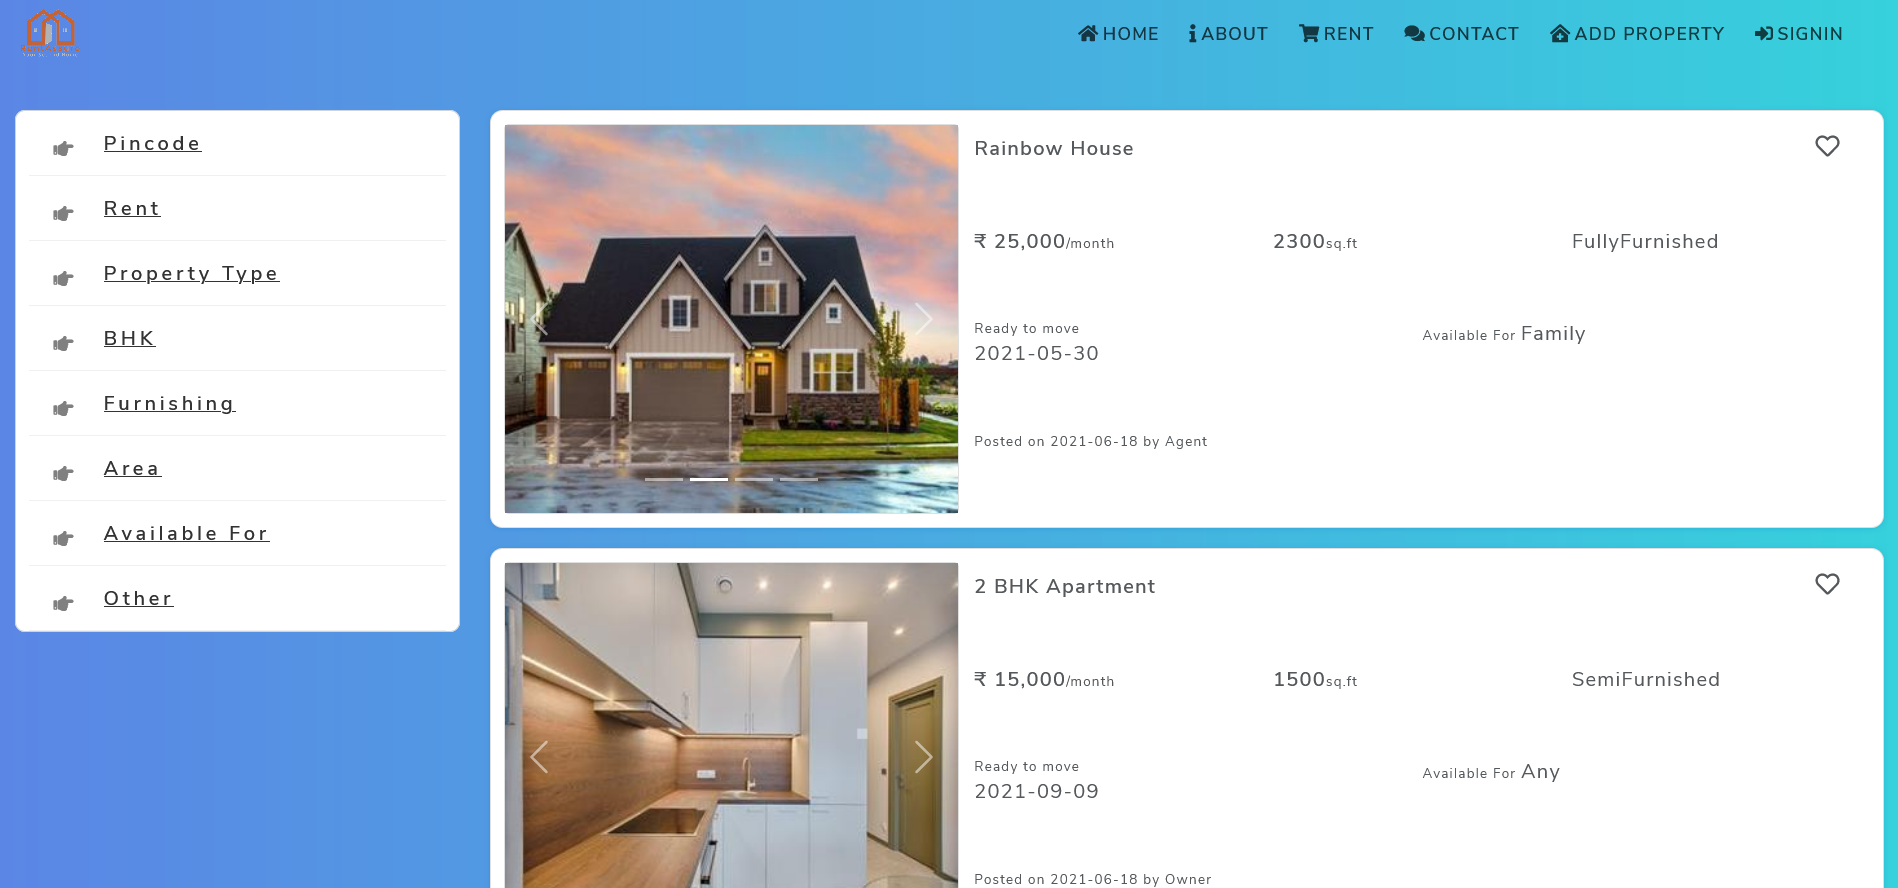 HOME ABOUT RENT CONTACT ADD PROPERTY SIGNIN
Pincode
Rent
Property Type
BHK
Furnishing
Area
Available For
Other
Rainbow House
₹ 25,000/month 2300sq.ft FullyFurnished
Ready to move
2021-05-30
Available For Family
Posted on 2021-06-18 by Agent
2 BHK Apartment
₹ 15,000/month 1500sq.ft SemiFurnished
Ready to move
2021-09-09
Available For Any
Posted on 2021-06-18 by Owner